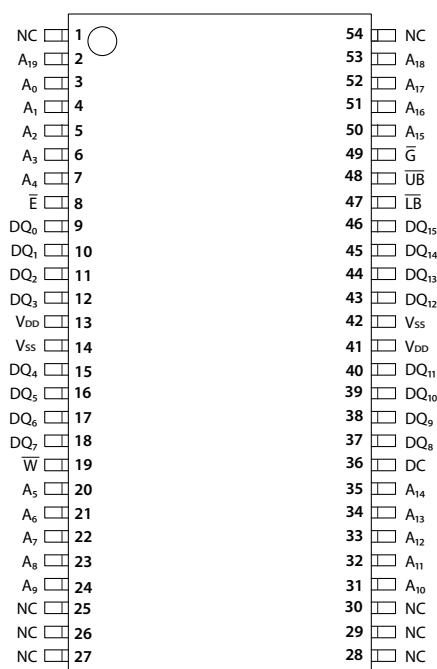 NC 1 54 NC
A₁₉ 2 53 A₁₈
A₀ 3 52 A₁₇
A₁ 4 51 A₁₆
A₂ 5 50 A₁₅
A₃ 6 49 G̅
A₄ 7 48 U̅B̅
E̅ 8 47 L̅B̅
DQ₀ 9 46 DQ₁₅
DQ₁ 10 45 DQ₁₄
DQ₂ 11 44 DQ₁₃
DQ₃ 12 43 DQ₁₂
VDD 13 42 VSS
VSS 14 41 VDD
DQ₄ 15 40 DQ₁₁
DQ₅ 16 39 DQ₁₀
DQ₆ 17 38 DQ₉
DQ₇ 18 37 DQ₈
W̅ 19 36 DC
A₅ 20 35 A₁₄
A₆ 21 34 A₁₃
A₇ 22 33 A₁₂
A₈ 23 32 A₁₁
A₉ 24 31 A₁₀
NC 25 30 NC
NC 26 29 NC
NC 27 28 NC